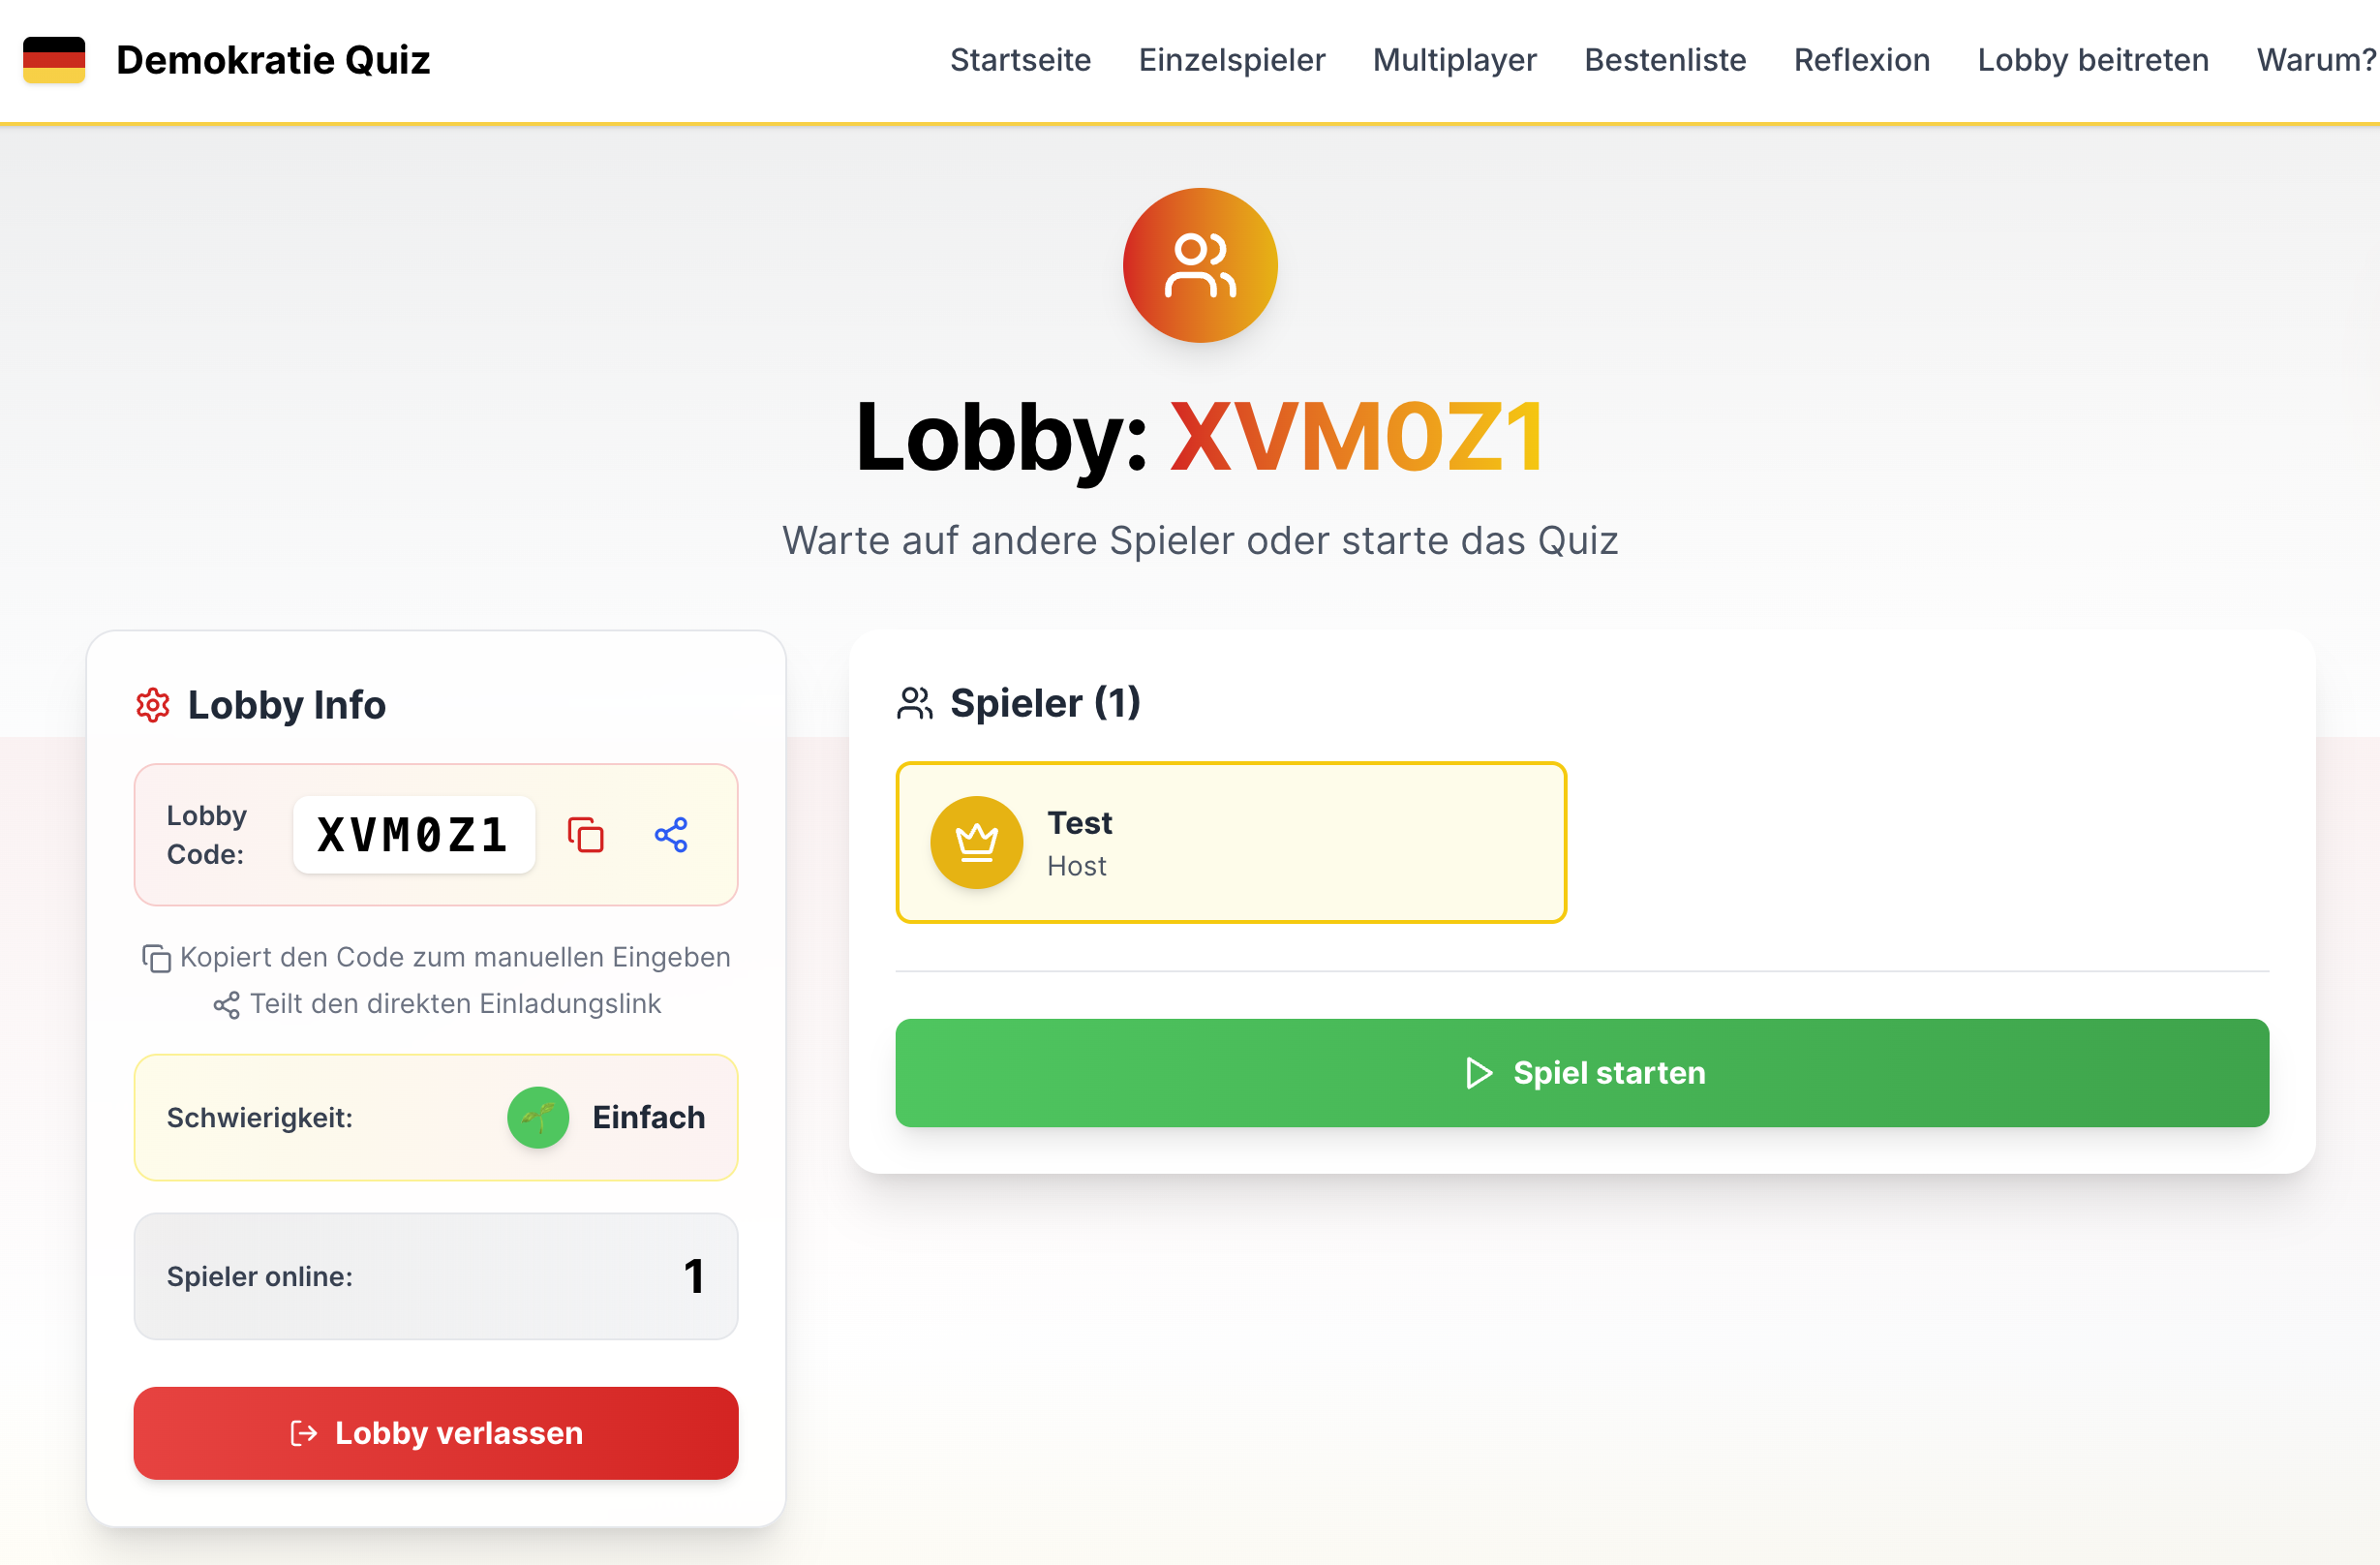 Demokratie Quiz
Startseite Einzelspieler Multiplayer Bestenliste Reflexion Lobby beitreten Warum?
Lobby: XVM0Z1
Warte auf andere Spieler oder starte das Quiz
Lobby Info
Lobby
Code:
XVM0Z1
Kopiert den Code zum manuellen Eingeben
Teilt den direkten Einladungslink
Schwierigkeit: Einfach
Spieler online: 1
Lobby verlassen
Spieler (1)
Test
Host
Spiel starten